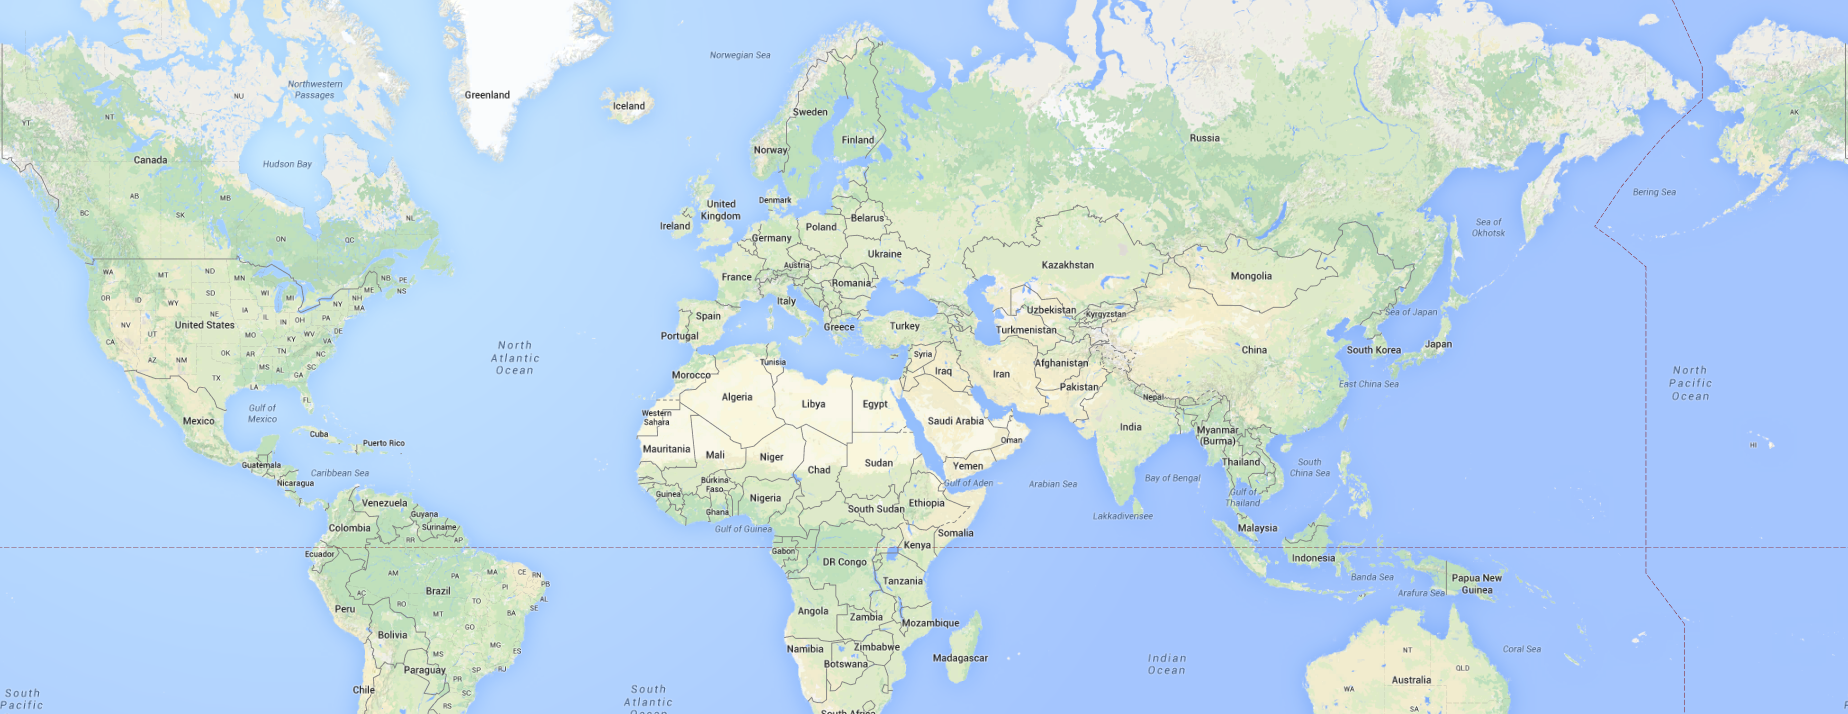 Norwegian Sea
Northwestern
Passages
NU
Greenland
Iceland
YT
NT
AK
Sweden
Finland
Russia
Canada
Hudson Bay
Norway
Bering Sea
AB
MB
SK
BC
NL
Denmark
United
Kingdom
Ireland
Belarus
Poland
Sea of
Okhotsk
ON
QC
Germany
Ukraine
Austria
Kazakhstan
Mongolia
France
Romania
WA
MT
ND
MN
NB
PE
NS
ME
OR
ID
WY
SD
WI
MI
NH
NY
MA
Italy
Uzbekistan
Kyrgyzstan
Sea of Japan
NE
IA
IL
IN
OH
PA
Spain
Portugal
Greece
Turkey
Turkmenistan
NV
UT
United States
MO
KY
WV
VA
DE
CA
CO
KS
North
Atlantic
Ocean
Japan
South Korea
China
AZ
NM
OK
AR
TN
NC
SC
MS
AL
GA
TX
LA
FL
Tunisia
Syria
Iraq
Iran
Afghanistan
Pakistan
Morocco
East China Sea
North
Pacific
Ocean
Algeria
Libya
Egypt
Nepal
Gulf of
Mexico
Mexico
Western
Sahara
Saudi Arabia
India
Myanmar
(Burma)
Cuba
Puerto Rico
Oman
HI
Mauritania
Mali
Niger
Chad
Sudan
Yemen
Thailand
South
China Sea
Guatemala
Caribbean Sea
Nicaragua
Burkina
Faso
Guinea
Gulf of Aden
Arabian Sea
Bay of Bengal
Gulf of
Thailand
Venezuela
Guyana
Suriname
Colombia
Ghana
Nigeria
Ethiopia
South Sudan
Lakkadivensee
Gulf of Guinea
Somalia
Malaysia
RR
AP
Ecuador
Gabon
Kenya
DR Congo
Indonesia
AM
PA
MA
CE
RN
PB
Brazil
PI
AL
SE
Tanzania
Banda Sea
Papua New
Guinea
Arafura Sea
AC
RO
TO
BA
MT
Peru
Angola
Zambia
Mozambique
Bolivia
GO
MG
ES
Namibia
Zimbabwe
Botswana
Madagascar
Indian
Ocean
Coral Sea
MS
SP
RJ
Paraguay
PR
SC
RS
Chile
NT
QLD
WA
SA
Australia
South
Pacific
South
Atlantic
Ocean
South Africa